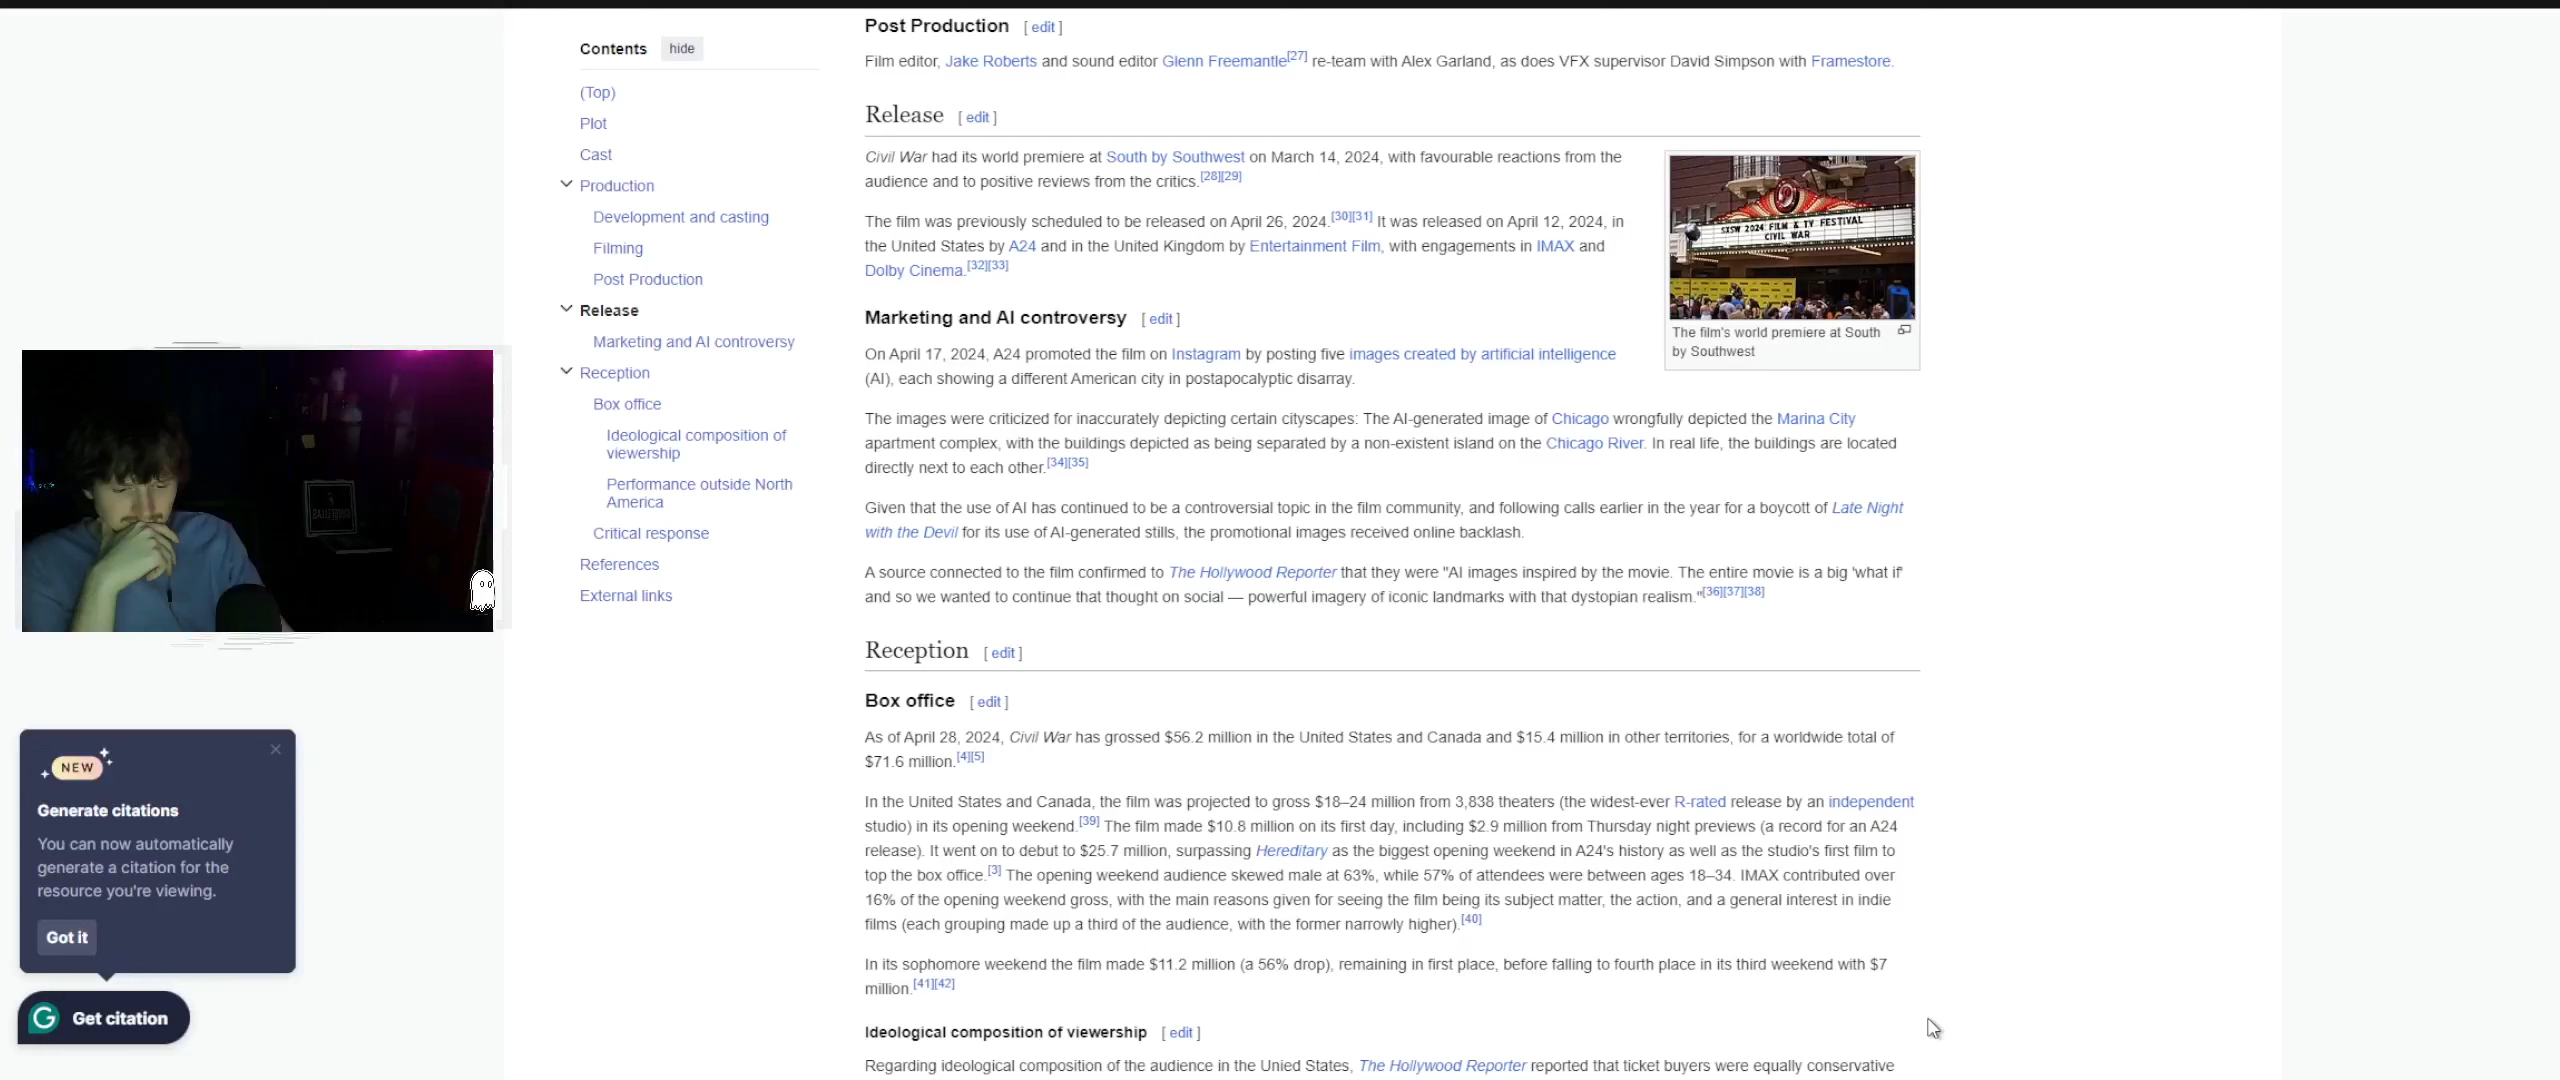 Contents hide
(Top)
Plot
Cast
Production
Development and casting
Filming
Post Production
Release
Marketing and AI controversy
Reception
Box office
Ideological composition of
viewership
Performance outside North
America
Critical response
References
External links
Post Production [ edit ]
Film editor, Jake Roberts and sound editor Glenn Freemantle[27] re-team with Alex Garland, as does VFX supervisor David Simpson with Framestore.
Release [ edit ]
Civil War had its world premiere at South by Southwest on March 14, 2024, with favourable reactions from the
audience and to positive reviews from the critics.[28][29]
The film was previously scheduled to be released on April 26, 2024.[30][31] It was released on April 12, 2024, in
the United States by A24 and in the United Kingdom by Entertainment Film, with engagements in IMAX and
Dolby Cinema.[32][33]
SXSW 2024 FILM & TV FESTIVAL
CIVIL WAR
The film's world premiere at South
by Southwest
Marketing and AI controversy [ edit ]
On April 17, 2024, A24 promoted the film on Instagram by posting five images created by artificial intelligence
(AI), each showing a different American city in postapocalyptic disarray.
The images were criticized for inaccurately depicting certain cityscapes: The AI-generated image of Chicago wrongfully depicted the Marina City
apartment complex, with the buildings depicted as being separated by a non-existent island on the Chicago River. In real life, the buildings are located
directly next to each other.[34][35]
Given that the use of AI has continued to be a controversial topic in the film community, and following calls earlier in the year for a boycott of Late Night
with the Devil for its use of AI-generated stills, the promotional images received online backlash.
A source connected to the film confirmed to The Hollywood Reporter that they were "AI images inspired by the movie. The entire movie is a big 'what if'
and so we wanted to continue that thought on social — powerful imagery of iconic landmarks with that dystopian realism."[36][37][38]
Reception [ edit ]
Box office [ edit ]
As of April 28, 2024, Civil War has grossed $56.2 million in the United States and Canada and $15.4 million in other territories, for a worldwide total of
$71.6 million.[4][5]
In the United States and Canada, the film was projected to gross $18–24 million from 3,838 theaters (the widest-ever R-rated release by an independent
studio) in its opening weekend.[39] The film made $10.8 million on its first day, including $2.9 million from Thursday night previews (a record for an A24
release). It went on to debut to $25.7 million, surpassing Hereditary as the biggest opening weekend in A24's history as well as the studio's first film to
top the box office.[3] The opening weekend audience skewed male at 63%, while 57% of attendees were between ages 18–34. IMAX contributed over
16% of the opening weekend gross, with the main reasons given for seeing the film being its subject matter, the action, and a general interest in indie
films (each grouping made up a third of the audience, with the former narrowly higher).[40]
In its sophomore weekend the film made $11.2 million (a 56% drop), remaining in first place, before falling to fourth place in its third weekend with $7
million.[41][42]
Ideological composition of viewership [ edit ]
Regarding ideological composition of the audience in the Unied States, The Hollywood Reporter reported that ticket buyers were equally conservative
NEW
Generate citations
You can now automatically
generate a citation for the
resource you're viewing.
Got it
Get citation